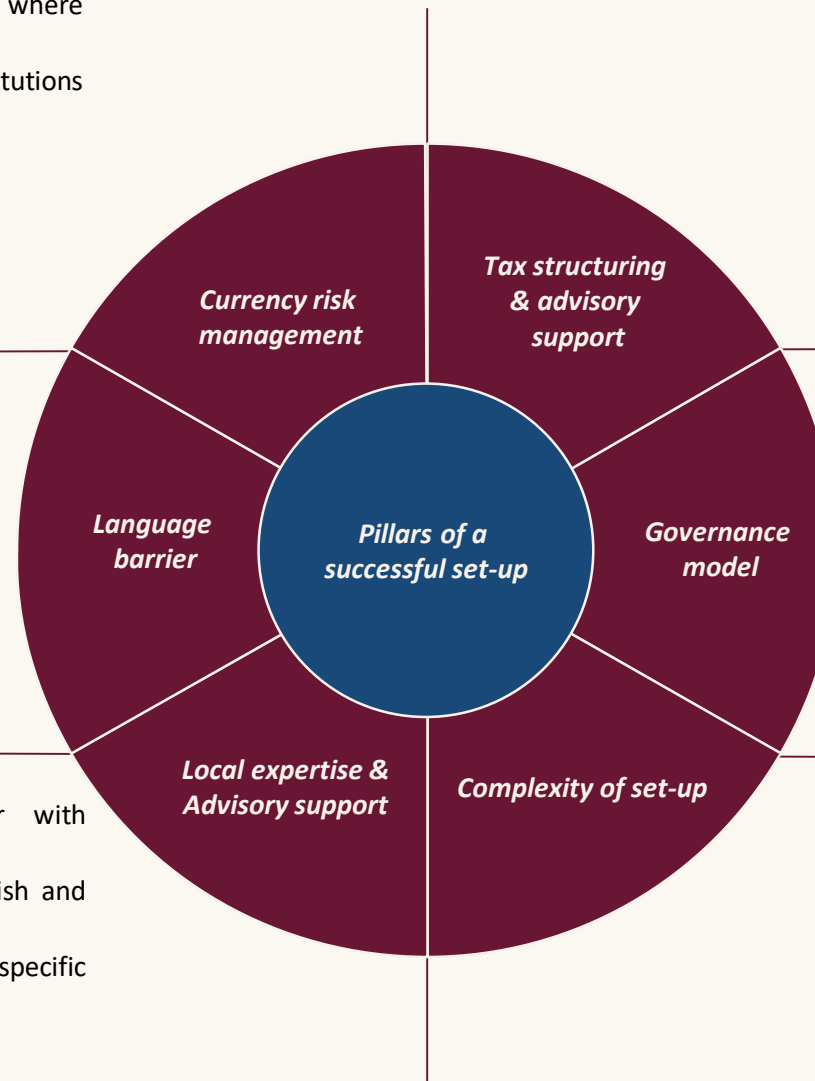 where
tutions
Currency risk
management
Tax structuring
& advisory
support
Language
barrier
Pillars of a
successful set-up
Governance
model
Local expertise &
Advisory support
Complexity of set-up
with
ish and
specific